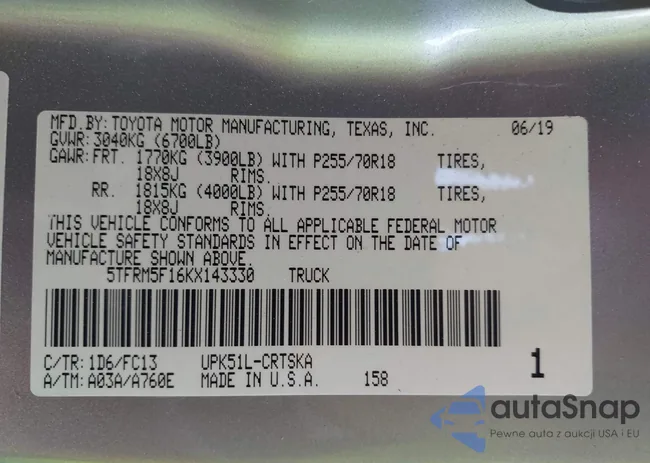 MFD.BY:TOYOTA MOTOR MANUFACTURING, TEXAS, INC. 06/19
GVWR:3040KG (6700LB)
GAWR:FRT. 1770KG (3900LB) WITH P255/70R18 TIRES,
18X8J RIMS.
RR. 1815KG (4000LB) WITH P255/70R18 TIRES,
18X8J RIMS.
THIS VEHICLE CONFORMS TO ALL APPLICABLE FEDERAL MOTOR
VEHICLE SAFETY STANDARDS IN EFFECT ON THE DATE OF
MANUFACTURE SHOWN ABOVE.
5TFRM5F16KX143330 TRUCK
C/TR:1D6/FC13 UPK51L-CRTSKA
A/TM:A03A/A760E MADE IN U.S.A. 158 1
autaSnap
Pewne auta z aukcji USA i EU